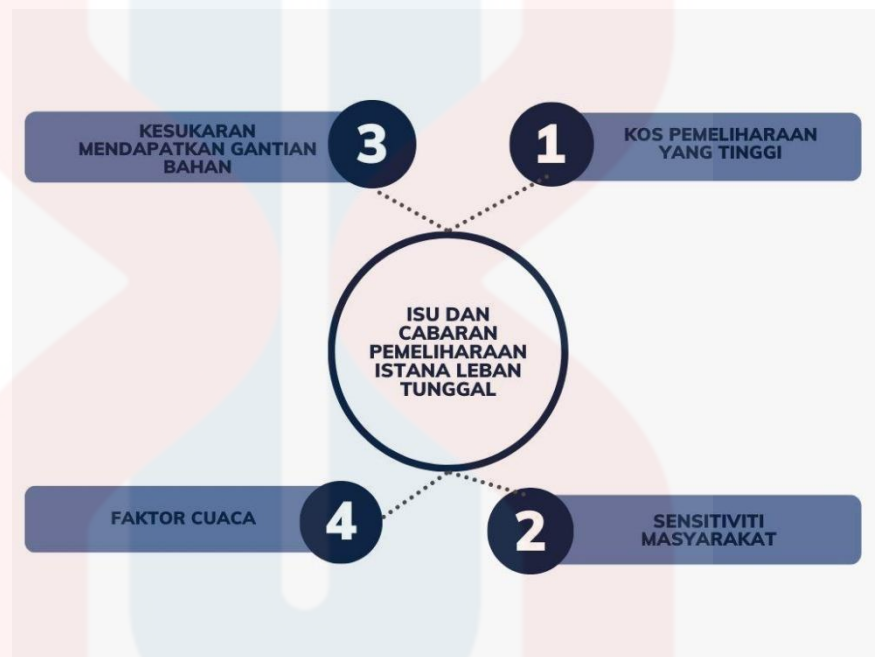 KESUKARAN
MENDAPATKAN GANTIAN
BAHAN
3
1
KOS PEMELIHARAAN
YANG TINGGI
ISU DAN
CABARAN
PEMELIHARAAN
ISTANA LEBAN
TUNGGAL
FAKTOR CUACA
4
2
SENSITIVITI
MASYARAKAT